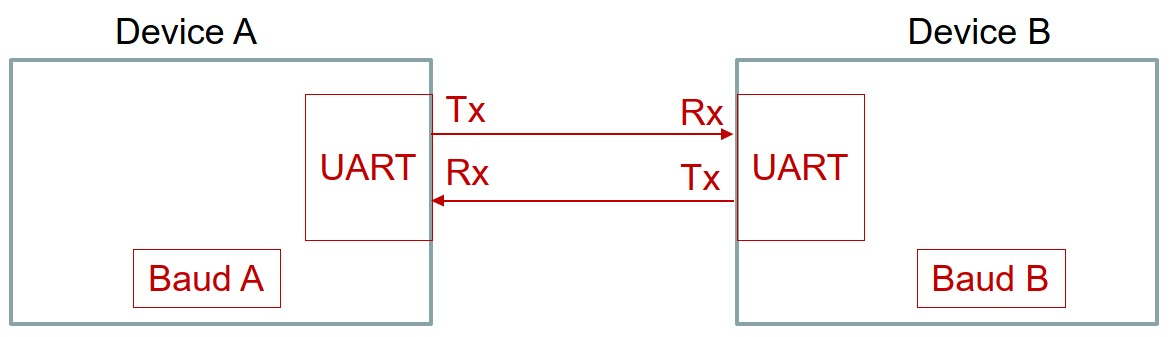 Device A
Device B
Tx
Rx
UART
Rx
Tx
UART
Baud A
Baud B